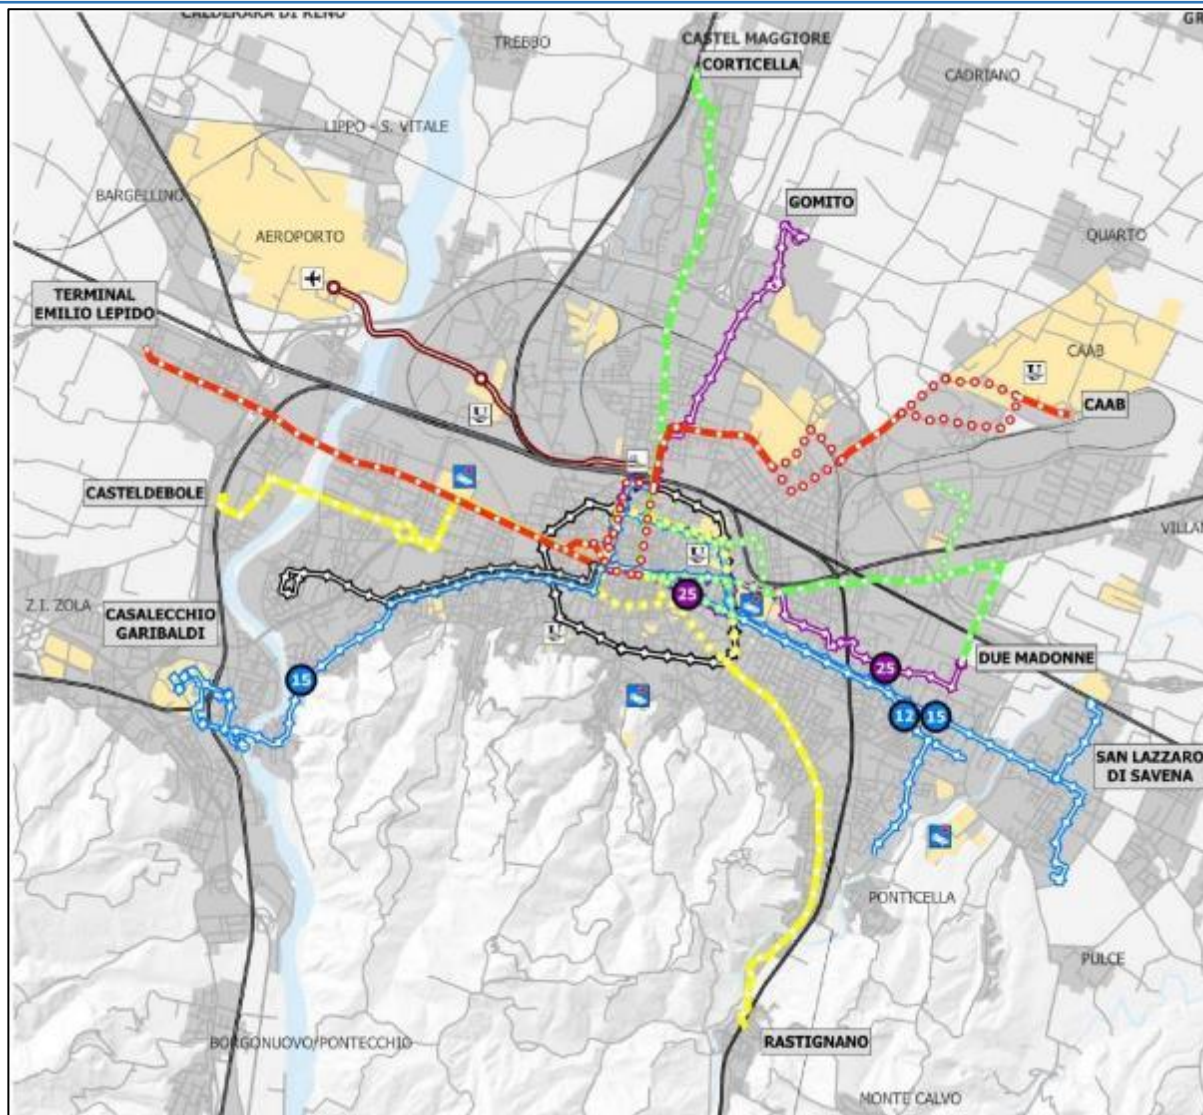 CALDERARA DI RENO
GR
TREBBO
CASTEL MAGGIORE
CORTICELLA
CADRIANO
LIPPO - S. VITALE
BARGELLINO
GOMITO
AEROPORTO
QUARTO
TERMINAL
EMILIO LEPIDO
CAAB
U
CAAB
U
CASTELDEBOLE
VILLA
U
25
Z.I. ZOLA
CASALECCHIO
GARIBALDI
U
DUE MADONNE
25
15
12
15
SAN LAZZARO
DI SAVENA
PONTICELLA
PULCE
BORGONUOVO/PONTECCHIO
RASTIGNANO
MONTE CALVO